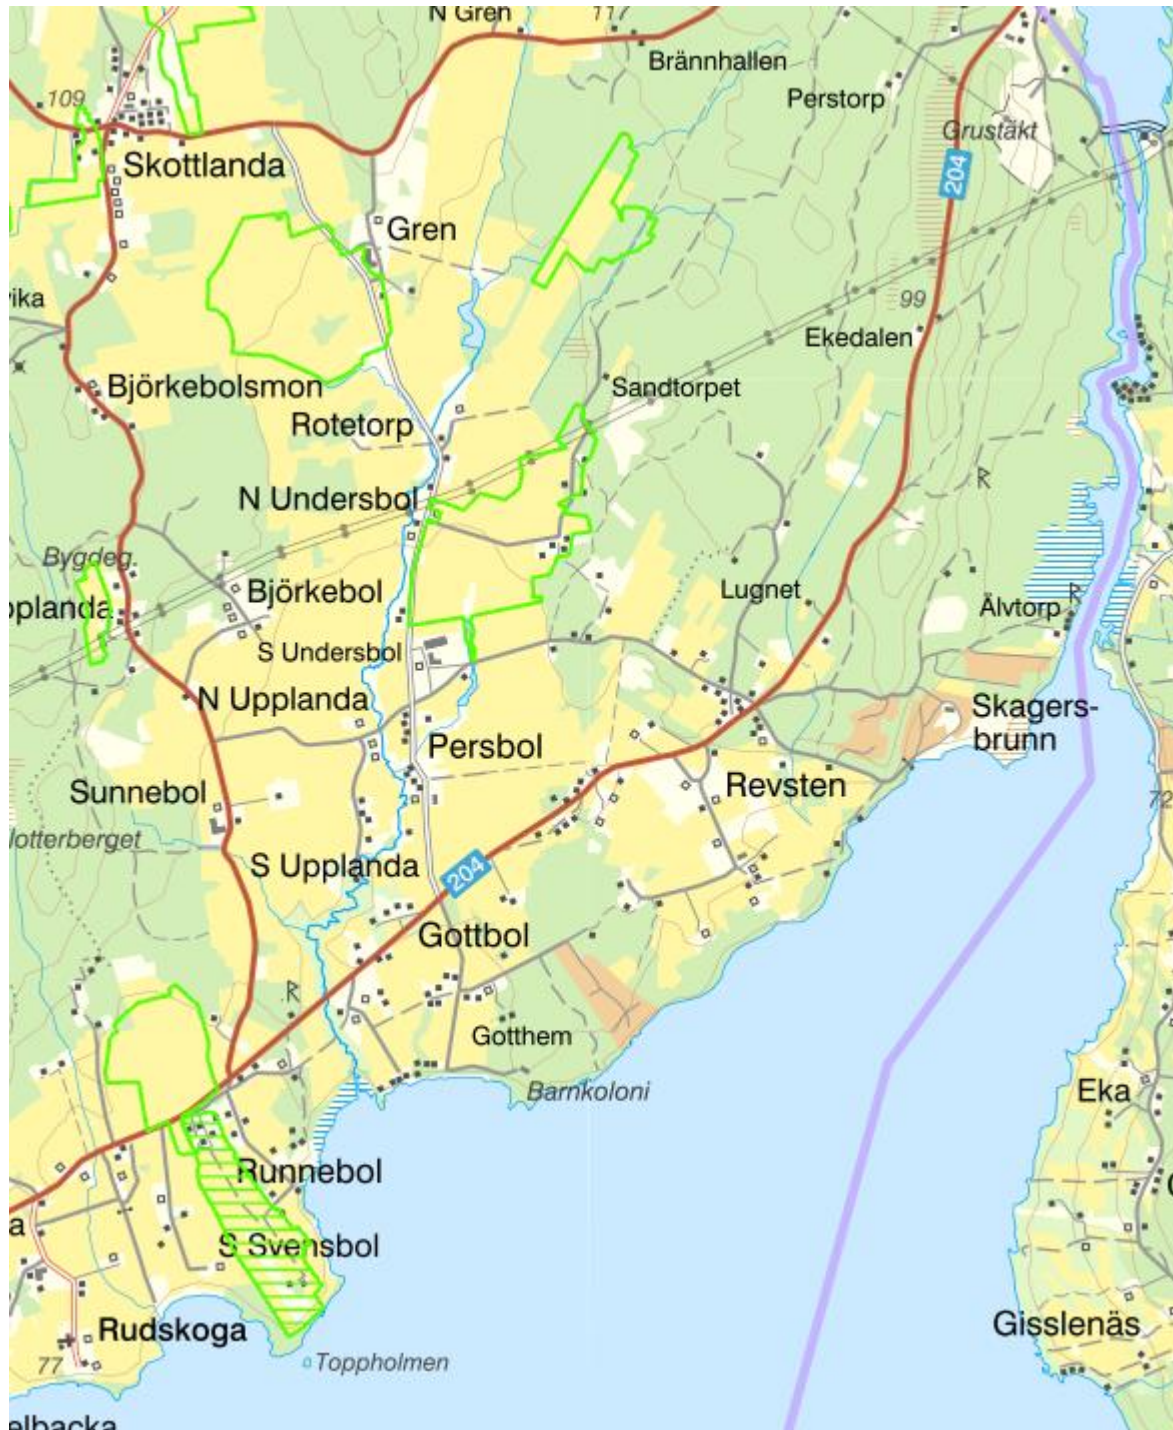 N Gren
Brännhallen
Perstorp
109
Grustäkt
Skottlanda
204
Gren
99
Ekedalen
Björkebolsmon
Sandtorpet
Rotetorp
N Undersbol
R
Bygdeg.
Björkebol
Lugnet
R
Älvtorp
S Undersbol
N Upplanda
Skagers-
brunn
Persbol
Revsten
Sunnebol
72
S Upplanda
204
Gottbol
R
Gotthem
Barnkoloni
Eka
Runnebol
S Svensbol
Rudskoga
Gisslenäs
77
Toppholmen